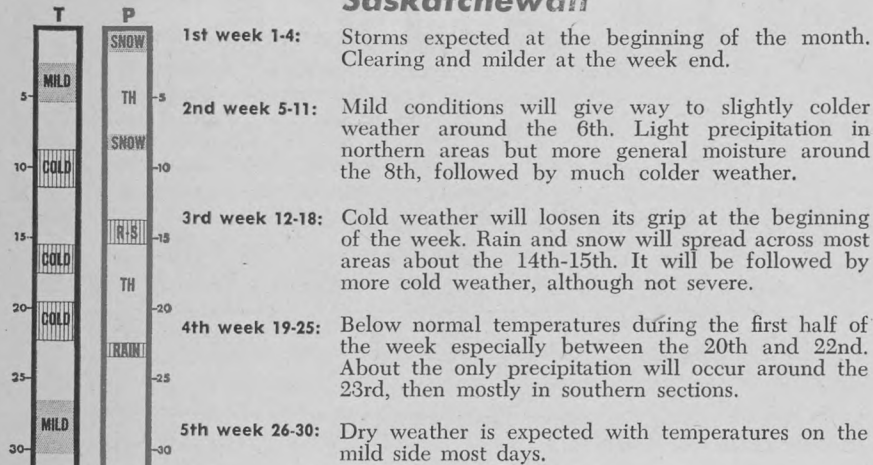 Saskatchewan
T P
SNOW
MILD
5-
TH
-5
SNOW
10-
COLD
-10
R-S
15-
-15
COLD
TH
20-
-20
COLD
RAIN
25-
-25
MILD
30-
-30
1st week 1-4: Storms expected at the beginning of the month.
Clearing and milder at the week end.
2nd week 5-11: Mild conditions will give way to slightly colder
weather around the 6th. Light precipitation in
northern areas but more general moisture around
the 8th, followed by much colder weather.
3rd week 12-18: Cold weather will loosen its grip at the beginning
of the week. Rain and snow will spread across most
areas about the 14th-15th. It will be followed by
more cold weather, although not severe.
4th week 19-25: Below normal temperatures during the first half of
the week especially between the 20th and 22nd.
About the only precipitation will occur around the
23rd, then mostly in southern sections.
5th week 26-30: Dry weather is expected with temperatures on the
mild side most days.